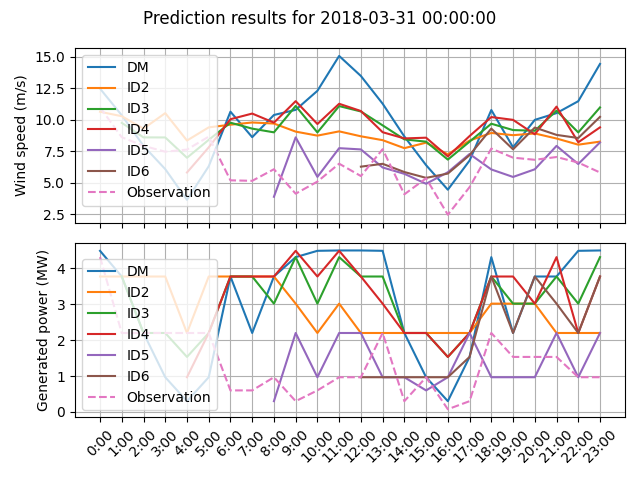 Prediction results for 2018-03-31 00:00:00
Wind speed (m/s)
15.0
12.5
10.0
7.5
5.0
2.5
DM
ID2
ID3
ID4
ID5
ID6
Observation
Generated power (MW)
4
3
2
1
0
DM
ID2
ID3
ID4
ID5
ID6
Observation
0:00 1:00 2:00 3:00 4:00 5:00 6:00 7:00 8:00 9:00 10:00 11:00 12:00 13:00 14:00 15:00 16:00 17:00 18:00 19:00 20:00 21:00 22:00 23:00